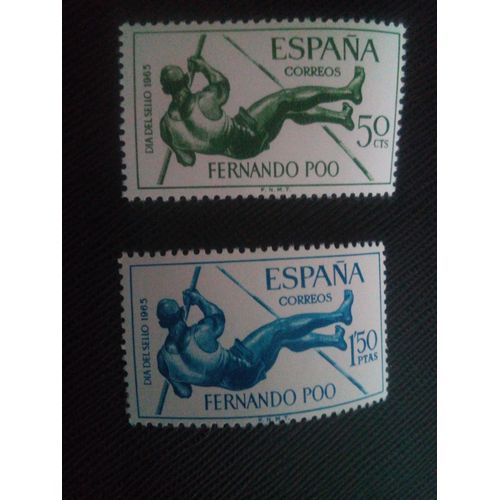 ESPAÑA
CORREOS
DIA DEL SELLO 1965
50 CTS
FERNANDO POO
F.N.M.T.
ESPAÑA
CORREOS
DIA DEL SELLO 1965
1'50 PTAS
FERNANDO POO
F.N.M.T.